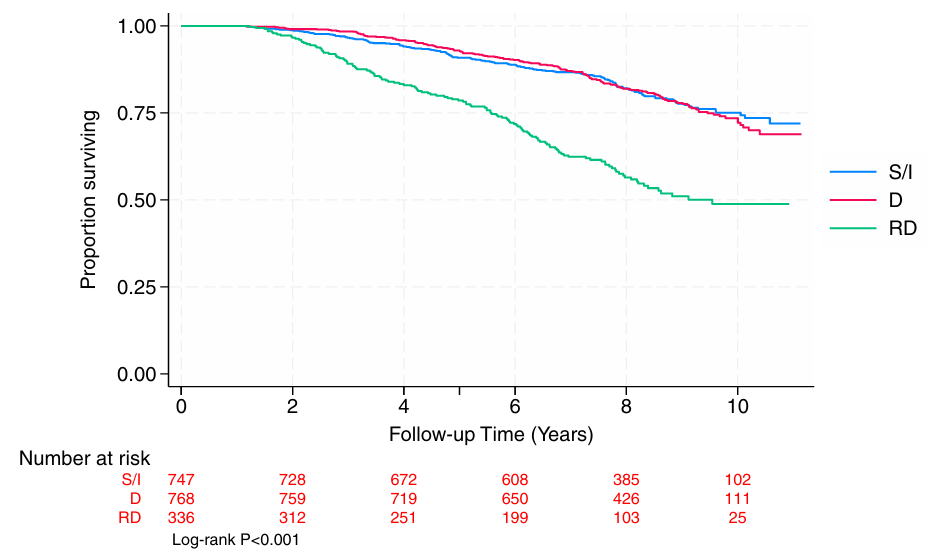 1.00
0.75
0.50
0.25
0.00
Proportion surviving
0 2 4 6 8 10
Follow-up Time (Years)
S/I
D
RD
Number at risk
S/I 747 728 672 608 385 102
D 768 759 719 650 426 111
RD 336 312 251 199 103 25
Log-rank P<0.001